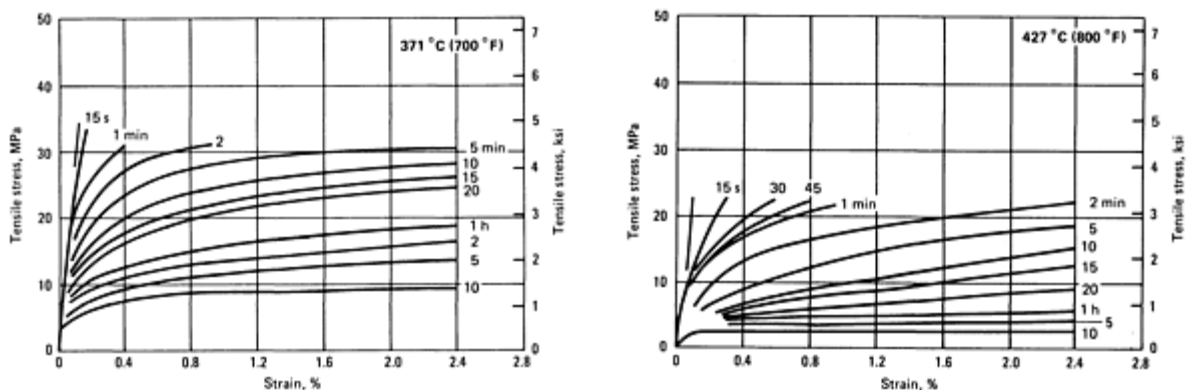 50
40
30
20
10
0
Tensile stress, MPa
371 °C (700 °F)
15 s
1 min
2
5 min
10
15
20
1 h
2
5
10
7
6
5
4
3
2
1
0
Tensile stress, ksi
0 0.4 0.8 1.2 1.6 2.0 2.4 2.8
Strain, %
50
40
30
20
10
0
Tensile stress, MPa
427 °C (800 °F)
15 s
30
45
1 min
2 min
5
10
15
20
1 h
5
10
7
6
5
4
3
2
1
0
Tensile stress, ksi
0 0.4 0.8 1.2 1.6 2.0 2.4 2.8
Strain, %